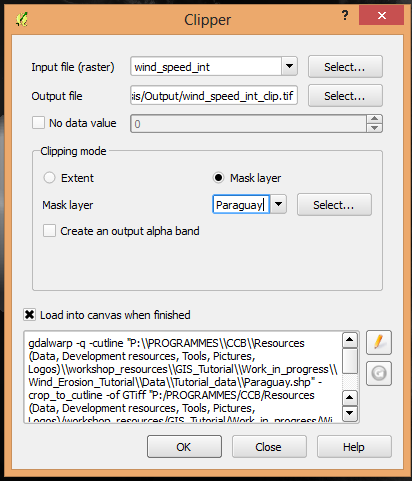 Clipper
?
Input file (raster) wind_speed_int Select...
Output file sis/Output/wind_speed_int_clip.tif Select...
No data value 0
Clipping mode
Extent Mask layer
Mask layer Paraguay Select...
Create an output alpha band
Load into canvas when finished
gdalwarp -q -cutline "P:\\PROGRAMMES\\CCB\\Resources
(Data, Development resources, Tools, Pictures,
Logos)\\workshop_resources\\GIS_Tutorial\\Work_in_progress\\
Wind_Erosion_Tutorial\\Data\\Tutorial_data\\Paraguay.shp" -
crop_to_cutline -of GTiff "P:/PROGRAMMES/CCB/Resources
(Data, Development resources, Tools, Pictures,
Logos)/workshop_resources/GIS_Tutorial/Work_in_progress/Wi
OK Close Help